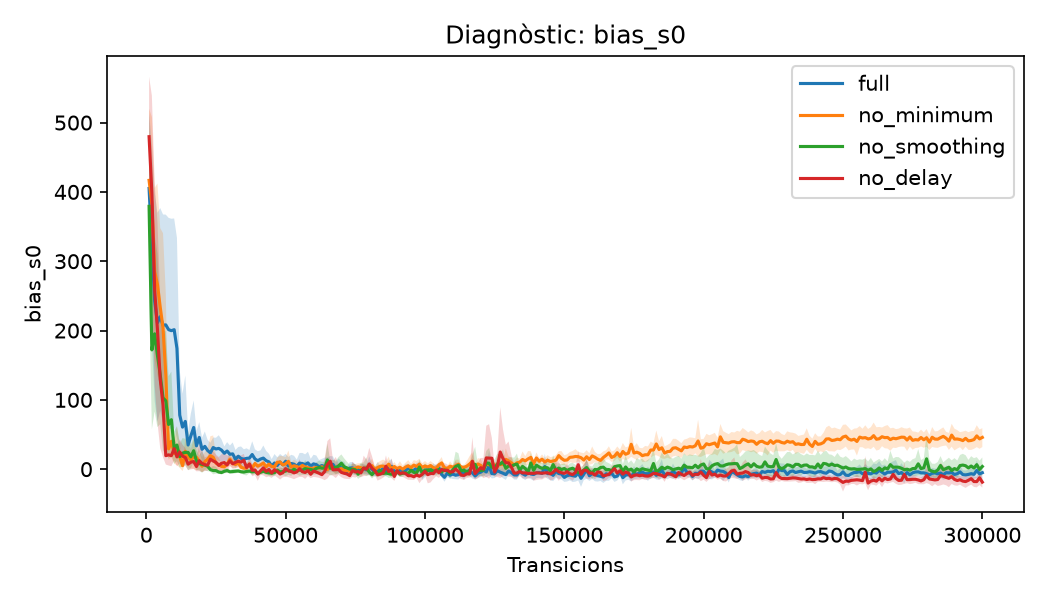 Diagnòstic: bias_s0
full
no_minimum
no_smoothing
no_delay
bias_s0
500
400
300
200
100
0
0 50000 100000 150000 200000 250000 300000
Transicions